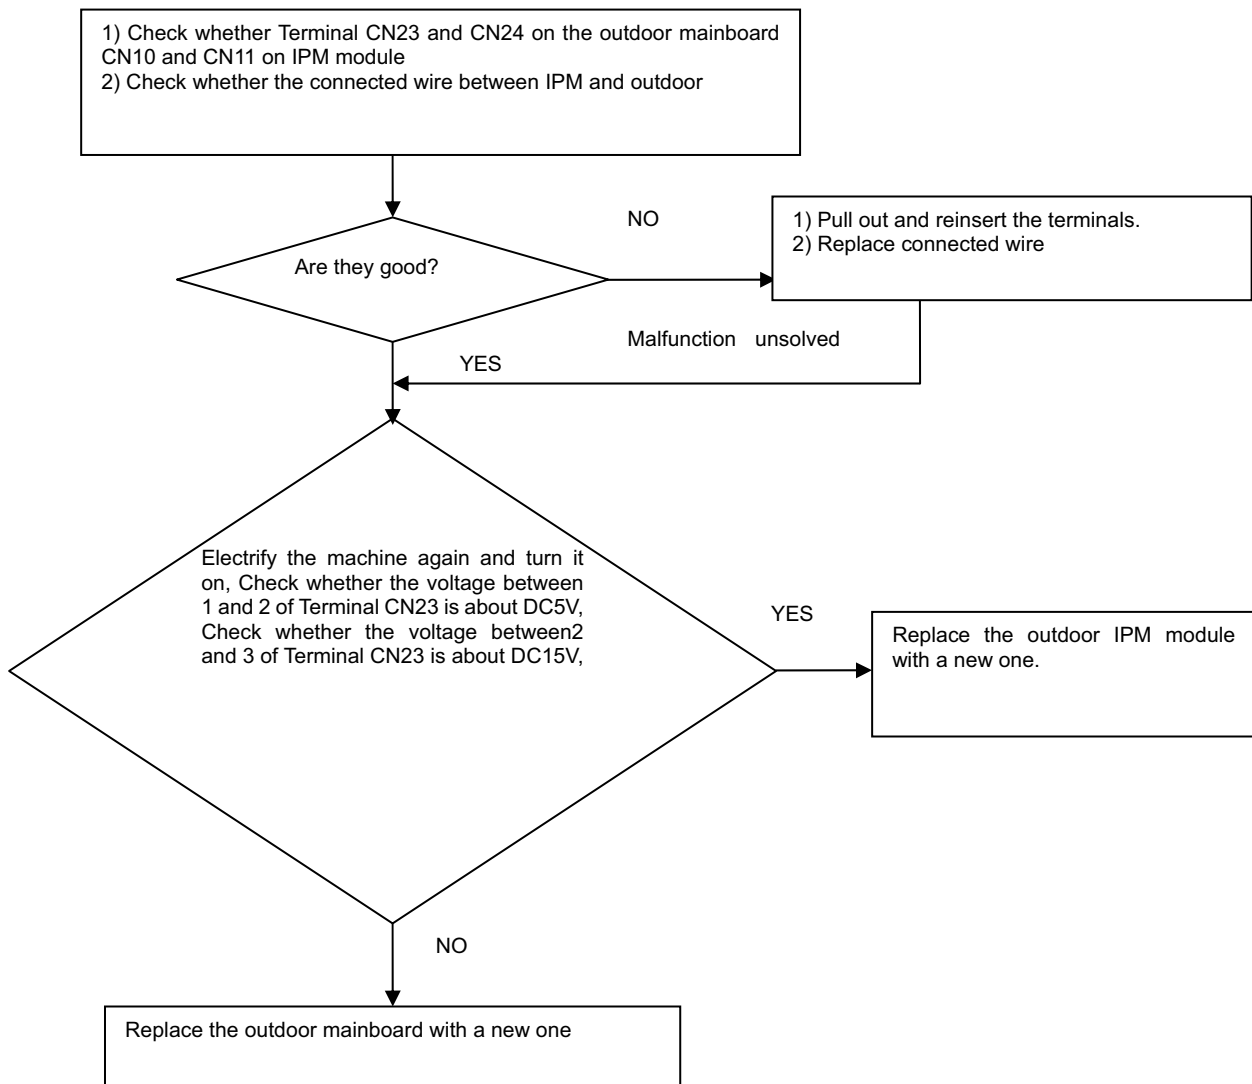 1) Check whether Terminal CN23 and CN24 on the outdoor mainboard
CN10 and CN11 on IPM module
2) Check whether the connected wire between IPM and outdoor
NO
1) Pull out and reinsert the terminals.
2) Replace connected wire
Are they good?
Malfunction unsolved
YES
Electrify the machine again and turn it
on, Check whether the voltage between
1 and 2 of Terminal CN23 is about DC5V,
Check whether the voltage between2
and 3 of Terminal CN23 is about DC15V,
YES
Replace the outdoor IPM module
with a new one.
NO
Replace the outdoor mainboard with a new one